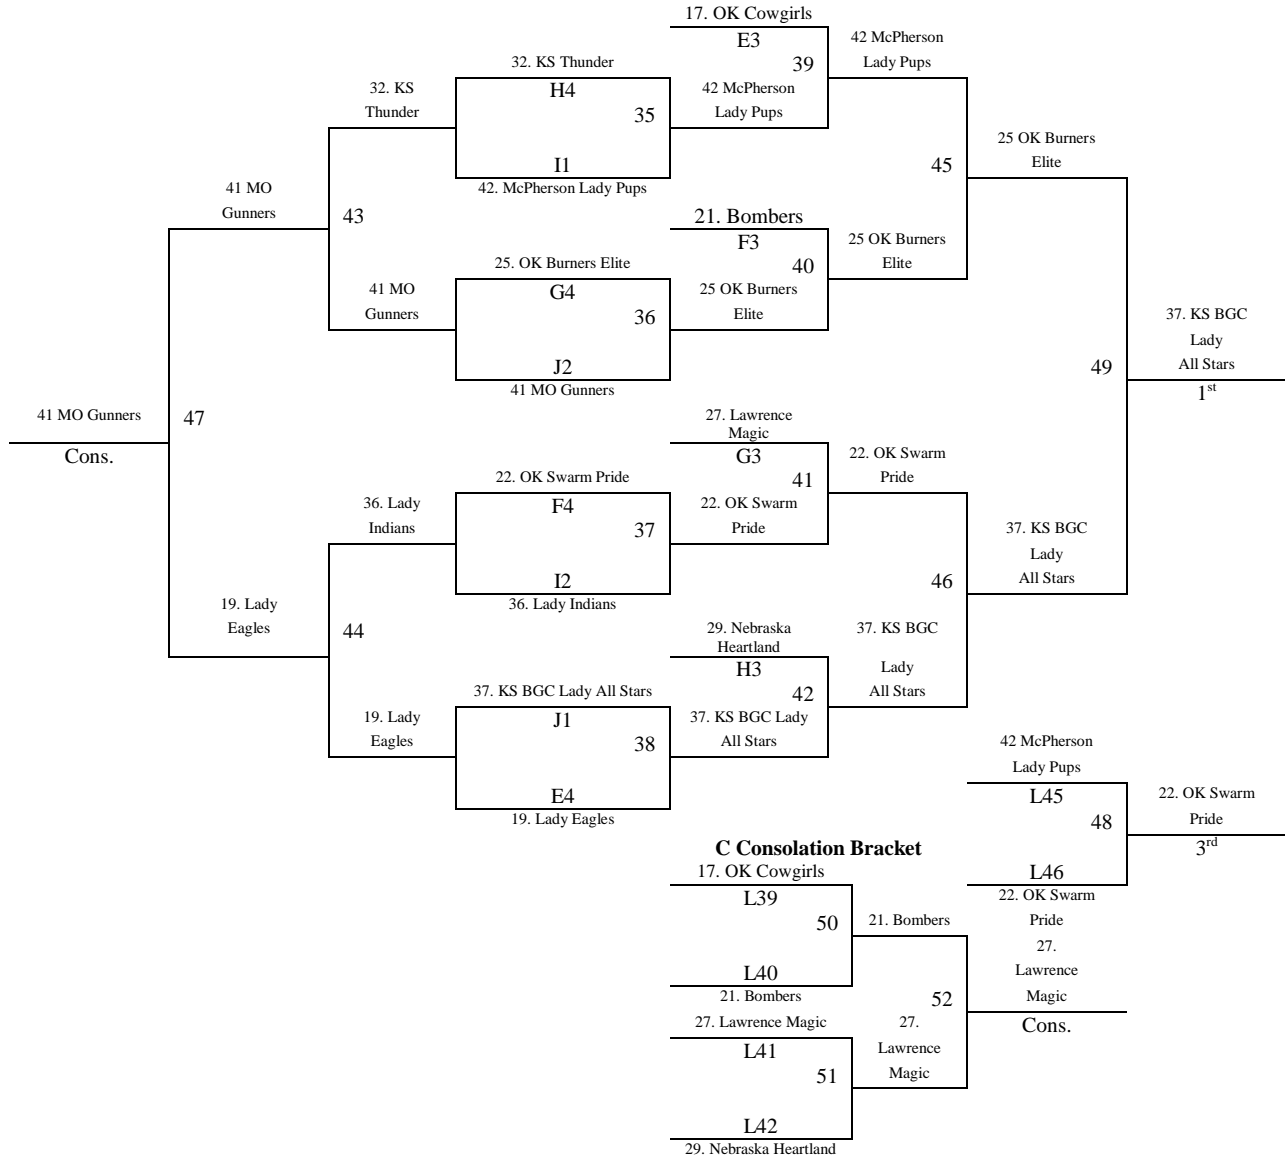 17. OK Cowgirls
E3
39
42 McPherson
Lady Pups
32. KS Thunder
H4
35
42 McPherson
Lady Pups
32. KS
Thunder
I1
42. McPherson Lady Pups
45
25 OK Burners
Elite
41 MO
Gunners
43
21. Bombers
F3
40
25 OK Burners
Elite
25. OK Burners Elite
G4
36
25 OK Burners
Elite
41 MO
Gunners
J2
41 MO Gunners
49
37. KS BGC
Lady
All Stars
1st
41 MO Gunners
Cons.
47
27. Lawrence
Magic
G3
41
22. OK Swarm
Pride
22. OK Swarm Pride
F4
37
22. OK Swarm
Pride
36. Lady
Indians
I2
36. Lady Indians
46
37. KS BGC
Lady
All Stars
19. Lady
Eagles
44
29. Nebraska
Heartland
H3
42
37. KS BGC
Lady
All Stars
37. KS BGC Lady All Stars
J1
38
37. KS BGC Lady
All Stars
19. Lady
Eagles
E4
19. Lady Eagles
42 McPherson
Lady Pups
L45
48
22. OK Swarm
Pride
3rd
L46
22. OK Swarm
Pride
C Consolation Bracket
17. OK Cowgirls
L39
50
21. Bombers
L40
21. Bombers
52
27.
Lawrence
Magic
Cons.
27. Lawrence Magic
L41
51
27.
Lawrence
Magic
L42
29. Nebraska Heartland